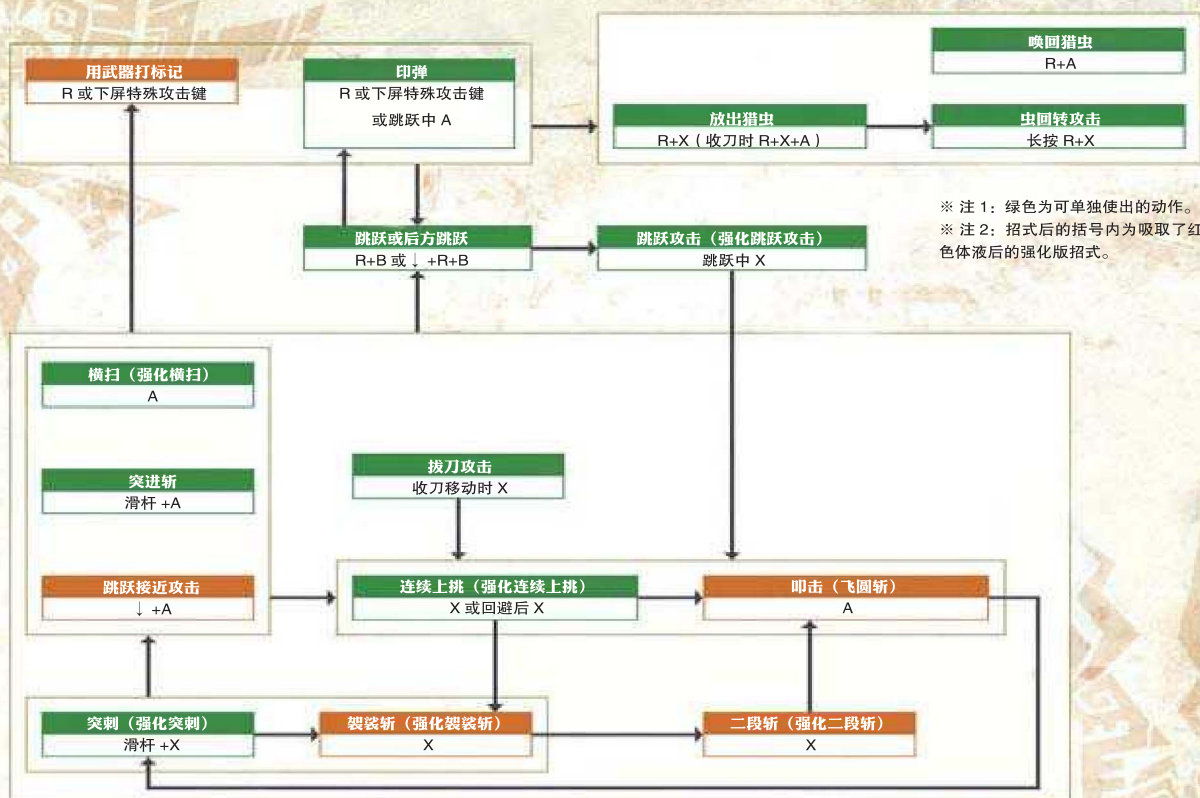 用武器打标记
R 或下屏特殊攻击键
印弹
R 或下屏特殊攻击键
或跳跃中 A
唤回猎虫
R+A
放出猎虫
R+X（收刀时 R+X+A）
虫回转攻击
长按 R+X
※ 注 1：绿色为可单独使出的动作。
※ 注 2：招式后的括号内为吸取了红
色体液后的强化版招式。
跳跃或后方跳跃
R+B 或 ↓ +R+B
跳跃攻击（强化跳跃攻击）
跳跃中 X
横扫（强化横扫）
A
突进斩
滑杆 +A
跳跃接近攻击
↓ +A
拔刀攻击
收刀移动时 X
连续上挑（强化连续上挑）
X 或回避后 X
叩击（飞圆斩）
A
突刺（强化突刺）
滑杆 +X
袈裟斩（强化袈裟斩）
X
二段斩（强化二段斩）
X